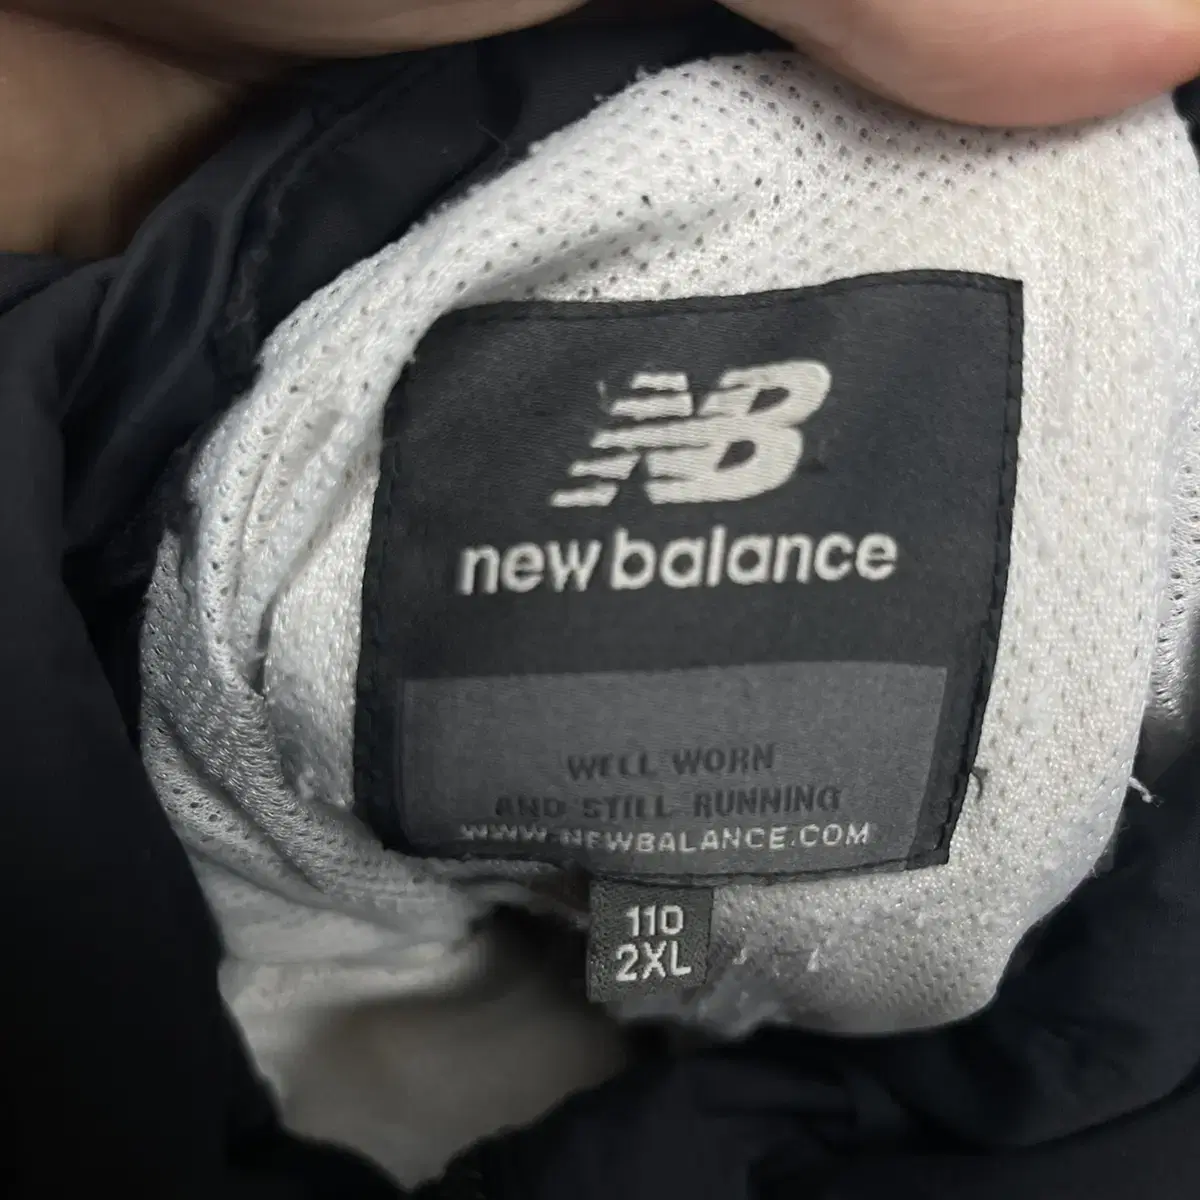 NB
new balance
WELL WORN
AND STILL RUNNING
WWW.NEWBALANCE.COM
110
2XL